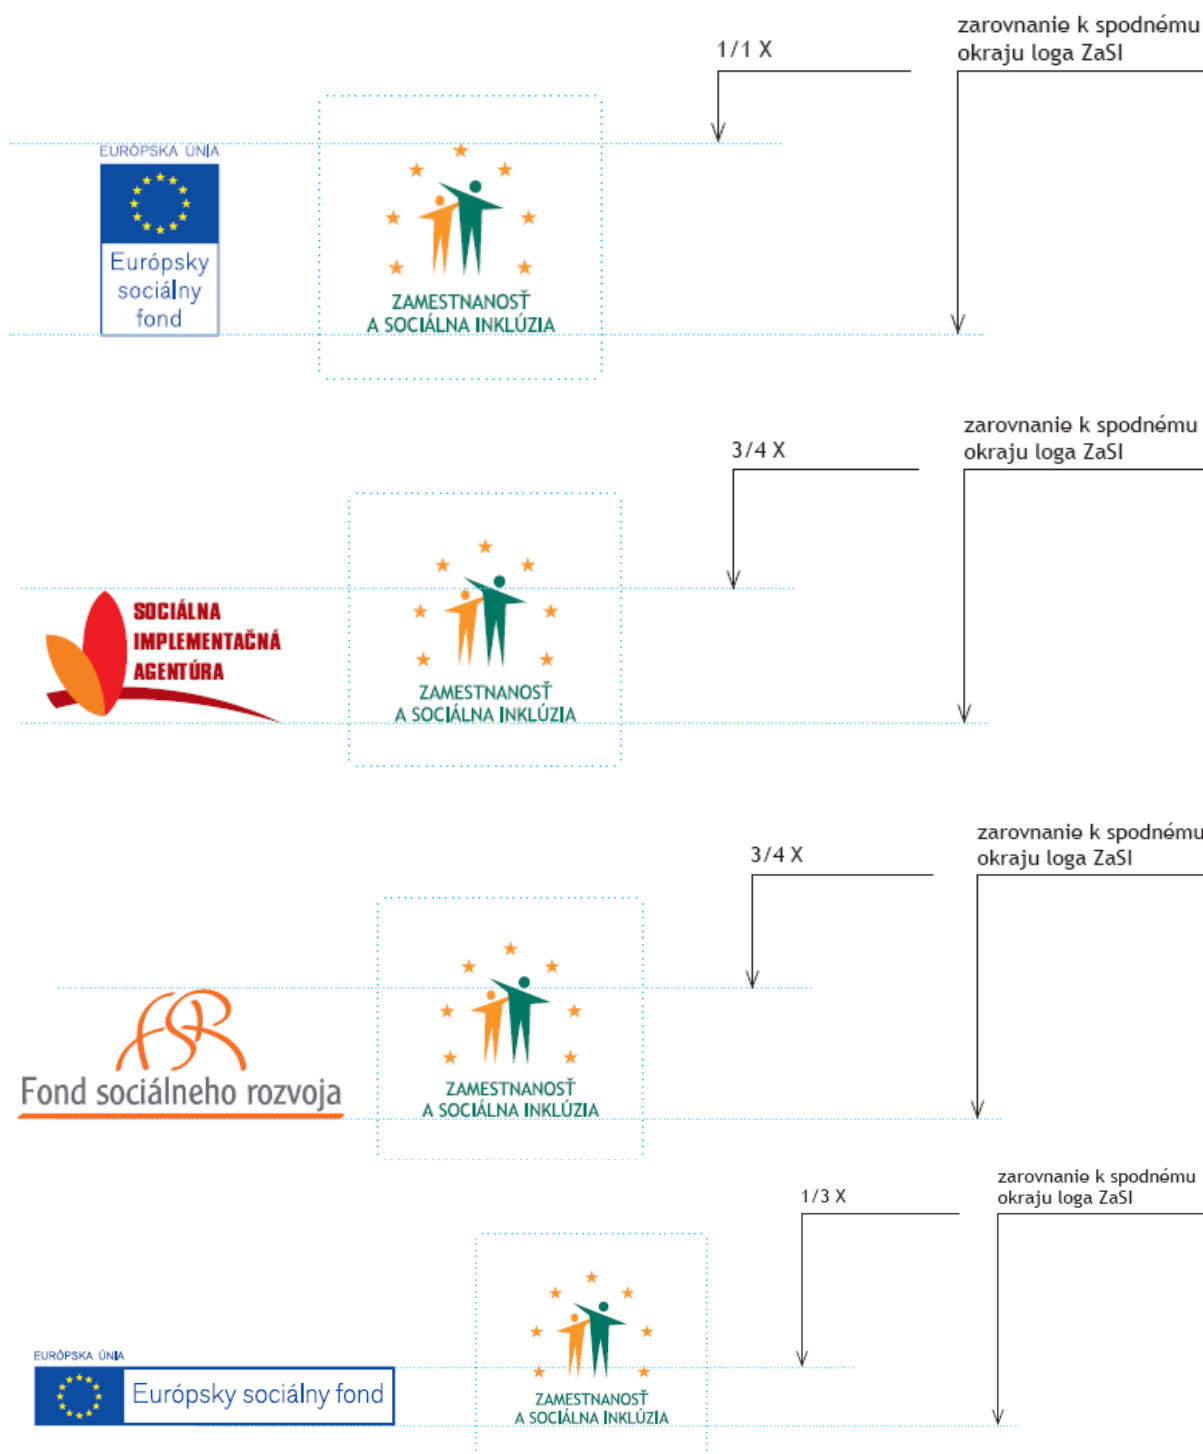 zarovnanie k spodnému
okraju loga ZaSI
1/1 X
EURÓPSKA ÚNIA
Európsky
sociálny
fond
ZAMESTNANOSŤ
A SOCIÁLNA INKLÚZIA
zarovnanie k spodnému
okraju loga ZaSI
3/4 X
SOCIÁLNA
IMPLEMENTAČNÁ
AGENTÚRA
ZAMESTNANOSŤ
A SOCIÁLNA INKLÚZIA
zarovnanie k spodnému
okraju loga ZaSI
3/4 X
FSR
Fond sociálneho rozvoja
ZAMESTNANOSŤ
A SOCIÁLNA INKLÚZIA
zarovnanie k spodnému
okraju loga ZaSI
1/3 X
EURÓPSKA ÚNIA
Európsky sociálny fond
ZAMESTNANOSŤ
A SOCIÁLNA INKLÚZIA